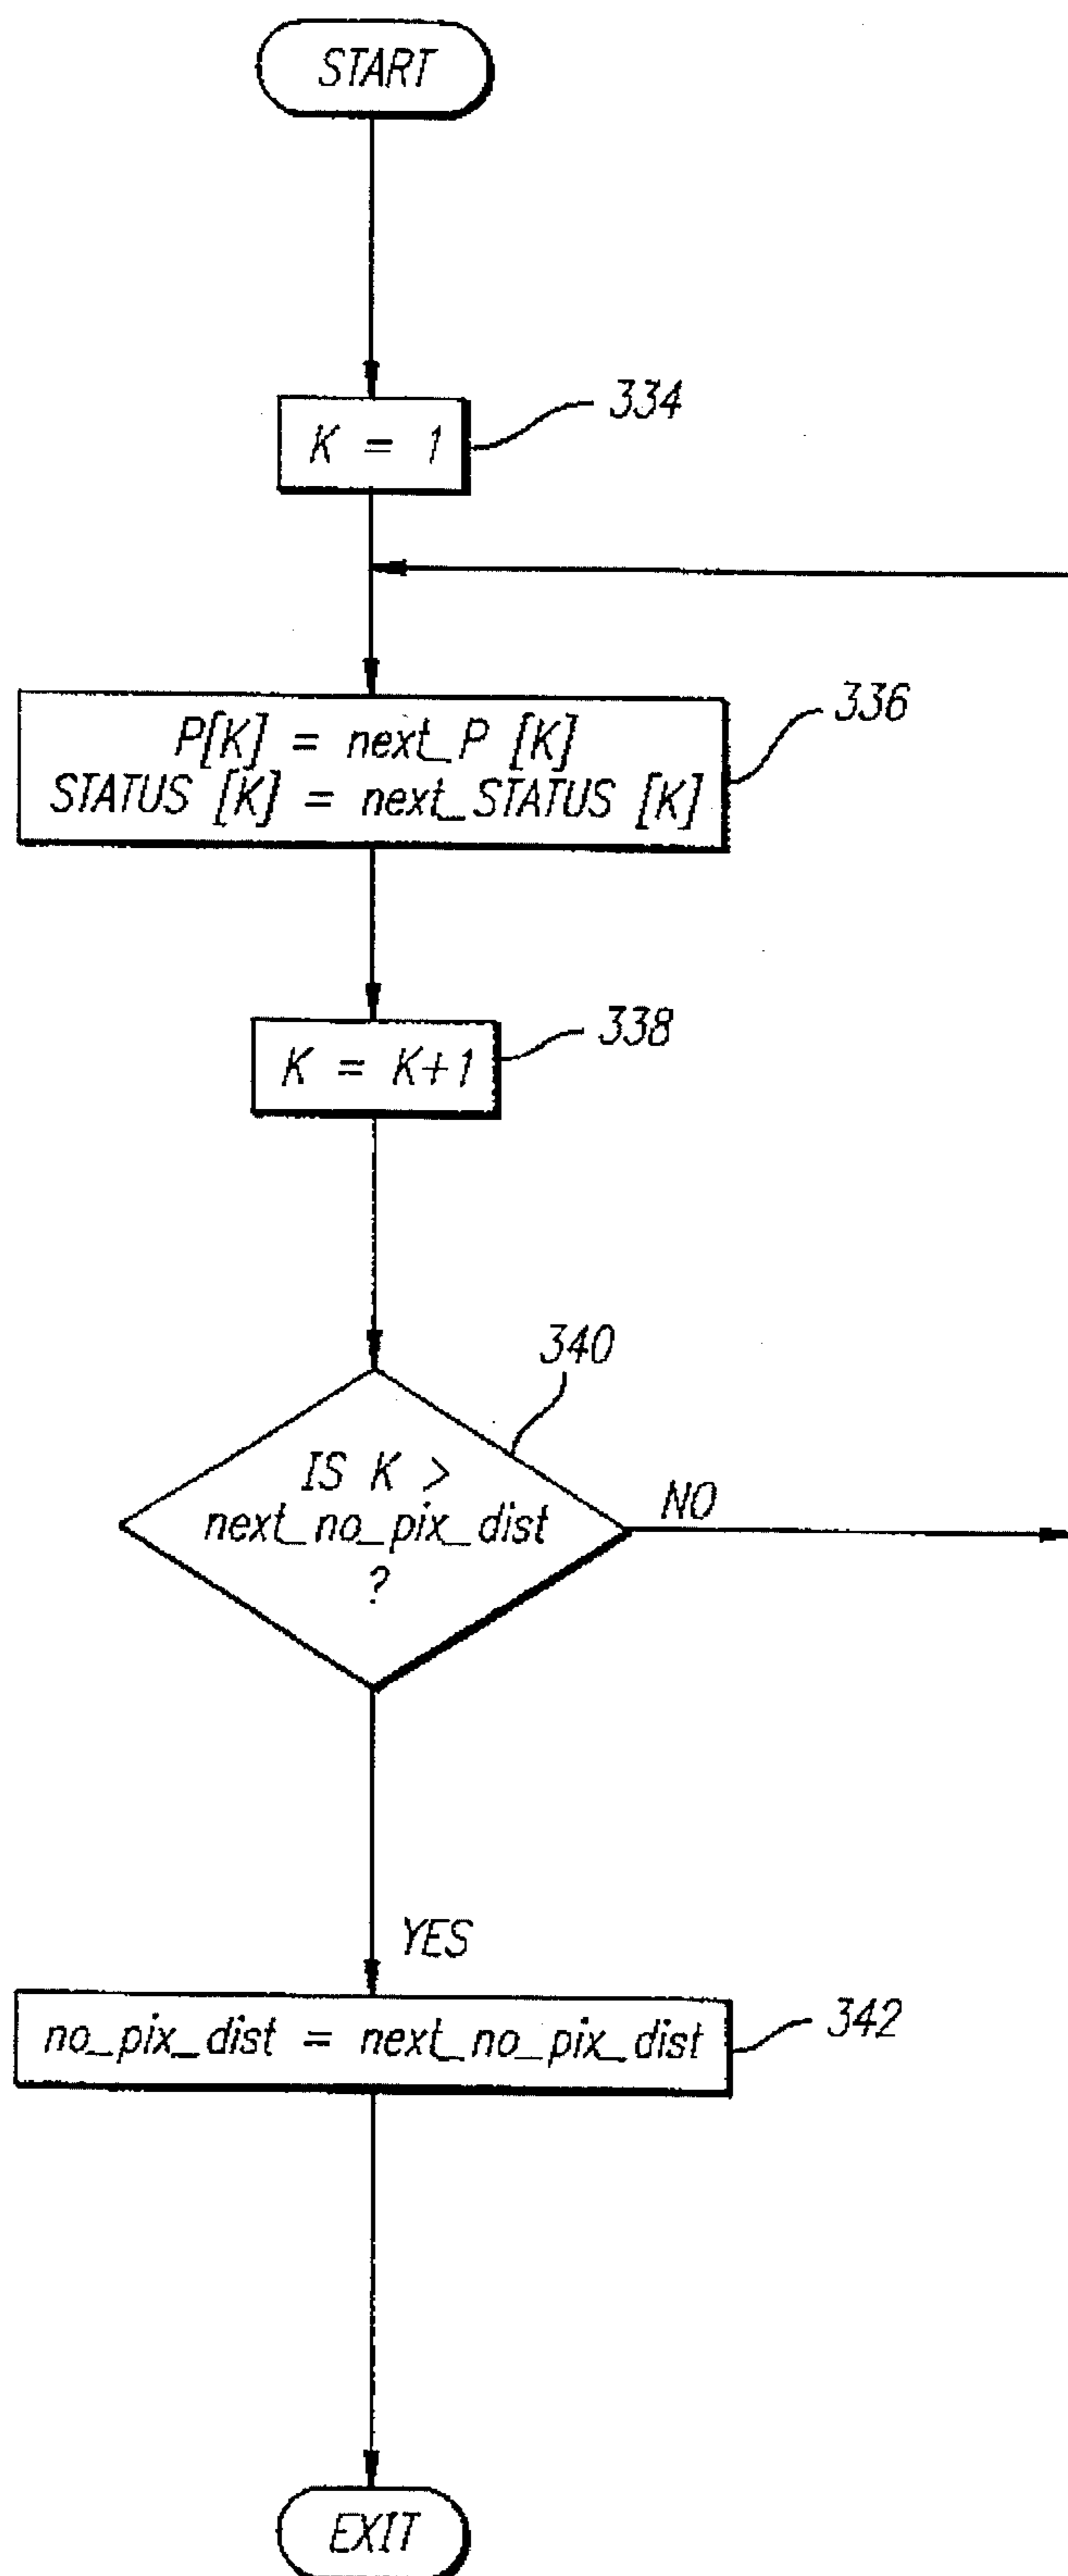 START
K = 1
334
P[K] = next_P [K]
STATUS [K] = next_STATUS [K]
336
K = K+1
338
340
IS K >
next_no_pix_dist
?
NO
YES
no_pix_dist = next_no_pix_dist
342
EXIT